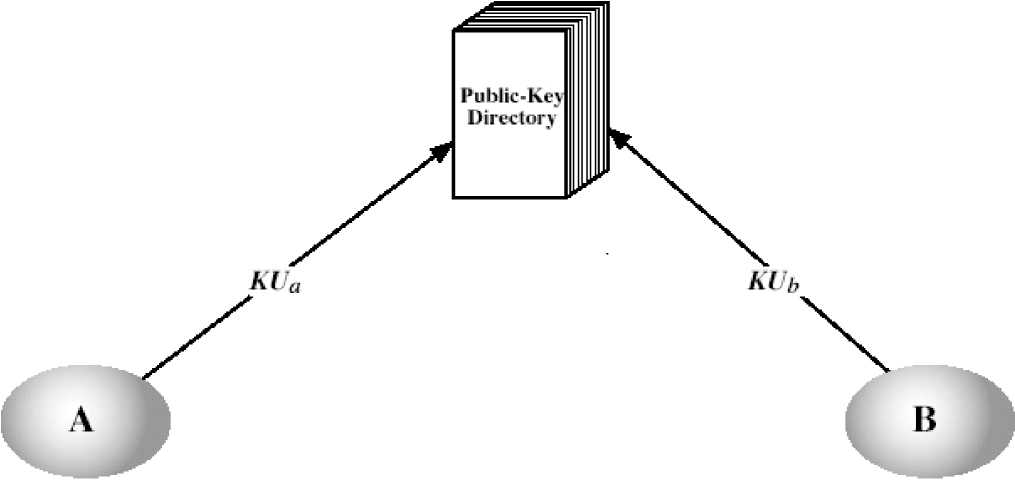 Public-Key
Directory
KUa
KUb
A
B